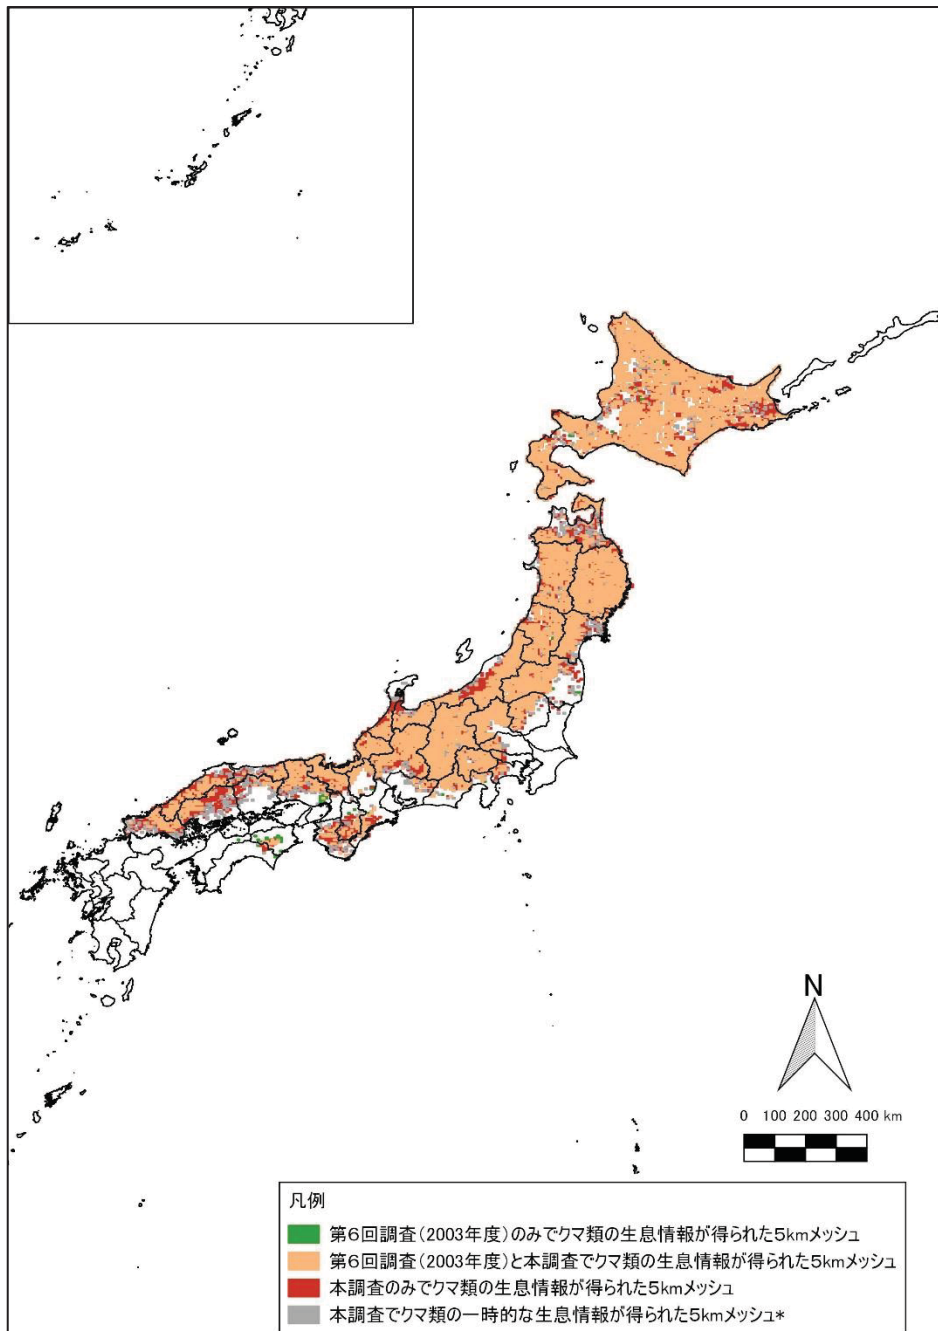 N
0 100 200 300 400 km
凡例
第6回調査(2003年度)のみでクマ類の生息情報が得られた5kmメッシュ
第6回調査(2003年度)と本調査でクマ類の生息情報が得られた5kmメッシュ
本調査のみでクマ類の生息情報が得られた5kmメッシュ
本調査でクマ類の一時的な生息情報が得られた5kmメッシュ*